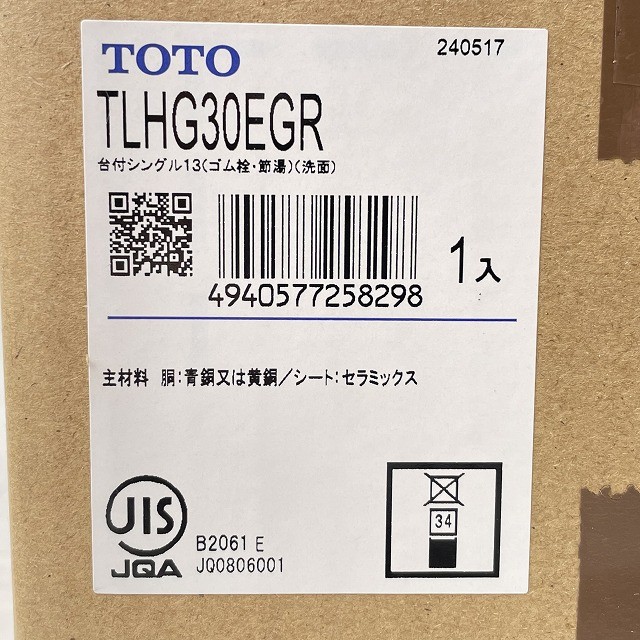 TOTO
240517
TLHG30EGR
台付シングル13(ゴム栓・節湯)(洗面)
4940577258298
1入
主材料 胴:青銅又は黄銅/シート:セラミックス
JIS
JQA
B2061 E
JQ0806001
34